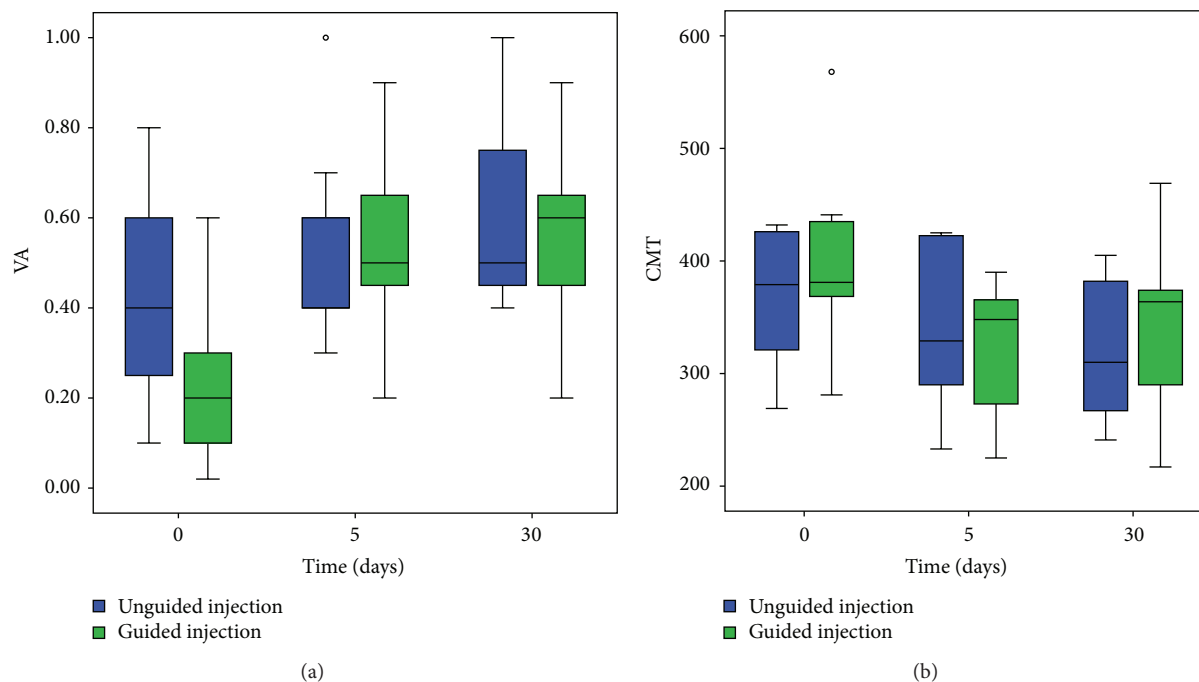 1.00
0.80
0.60
0.40
0.20
0.00
VA
0
5
30
Time (days)
Unguided injection
Guided injection
(a)
600
500
400
300
200
CMT
0
5
30
Time (days)
Unguided injection
Guided injection
(b)